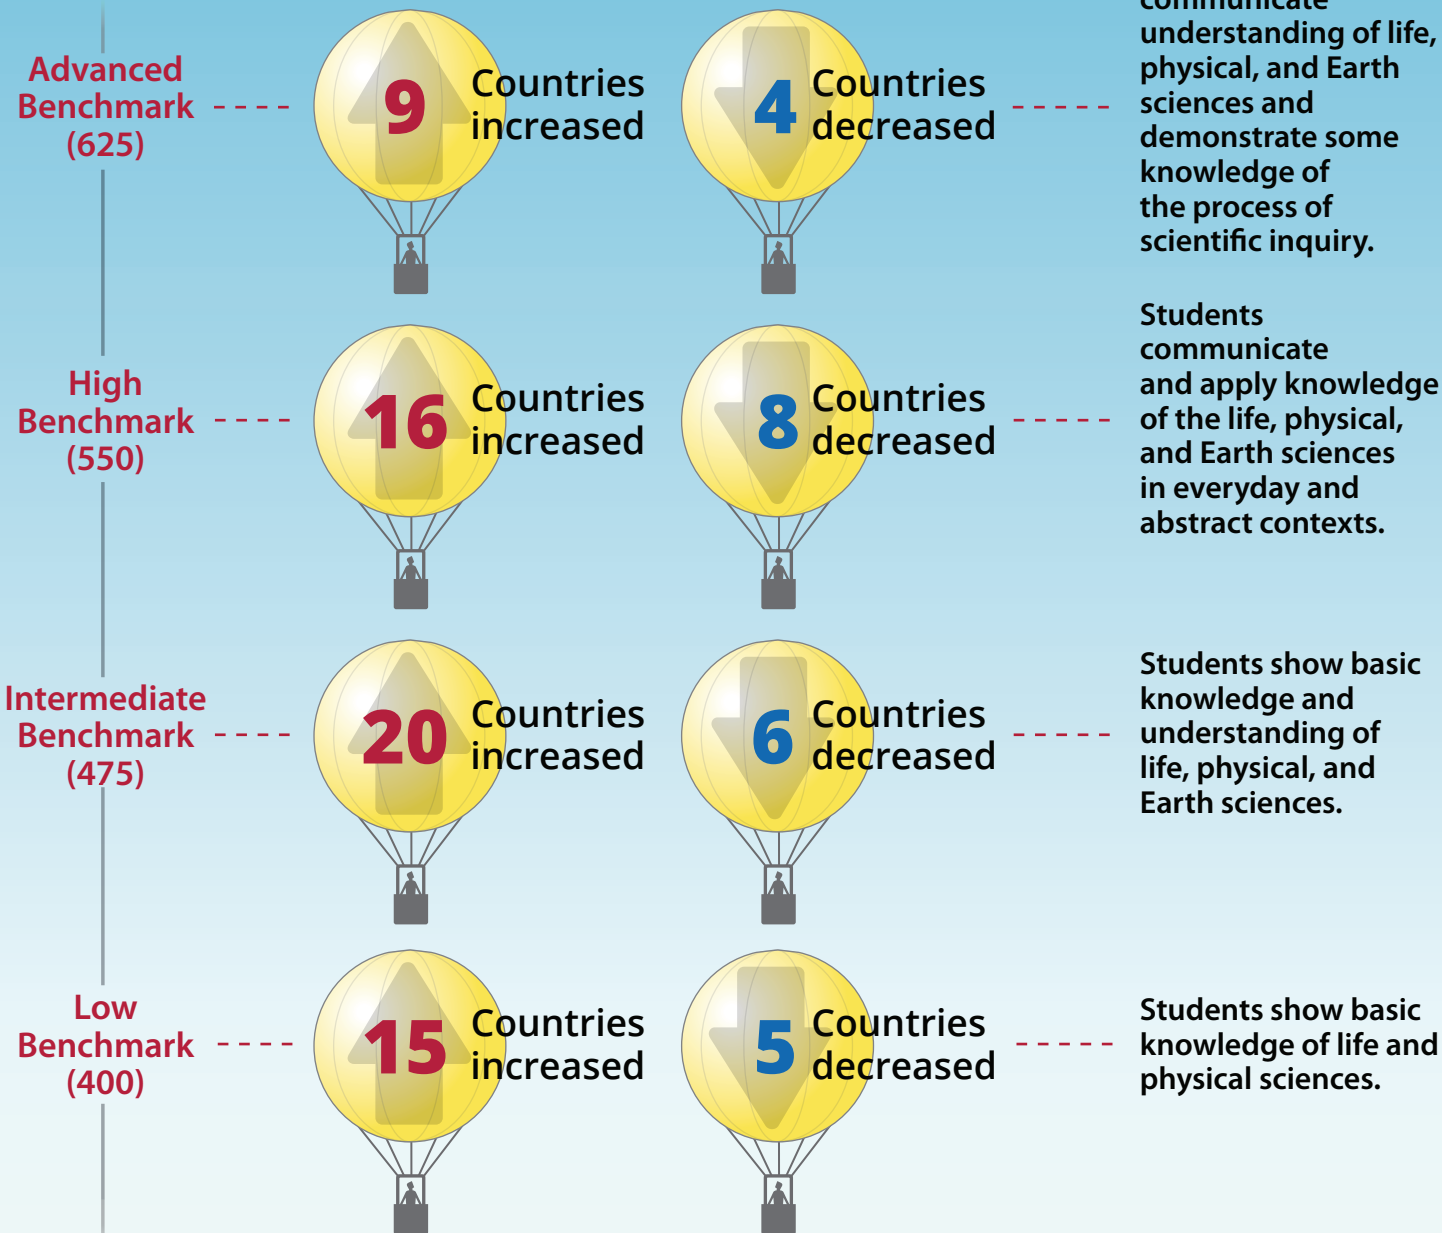 communicate
understanding of life,
physical, and Earth
sciences and
demonstrate some
knowledge of
the process of
scientific inquiry.
Advanced
Benchmark
(625)
9
Countries
increased
4
Countries
decreased
High
Benchmark
(550)
16
Countries
increased
8
Countries
decreased
Students
communicate
and apply knowledge
of the life, physical,
and Earth sciences
in everyday and
abstract contexts.
Intermediate
Benchmark
(475)
20
Countries
increased
6
Countries
decreased
Students show basic
knowledge and
understanding of
life, physical, and
Earth sciences.
Low
Benchmark
(400)
15
Countries
increased
5
Countries
decreased
Students show basic
knowledge of life and
physical sciences.